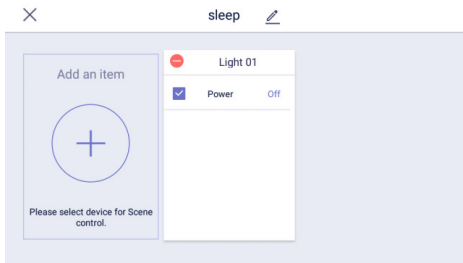 sleep
Add an item
Please select device for Scene
control.
Light 01
Power Off